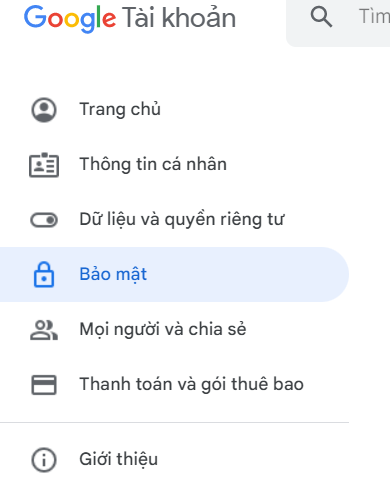 Google Tài khoản
Tìm
Trang chủ
Thông tin cá nhân
Dữ liệu và quyền riêng tư
Bảo mật
Mọi người và chia sẻ
Thanh toán và gói thuê bao
Giới thiệu